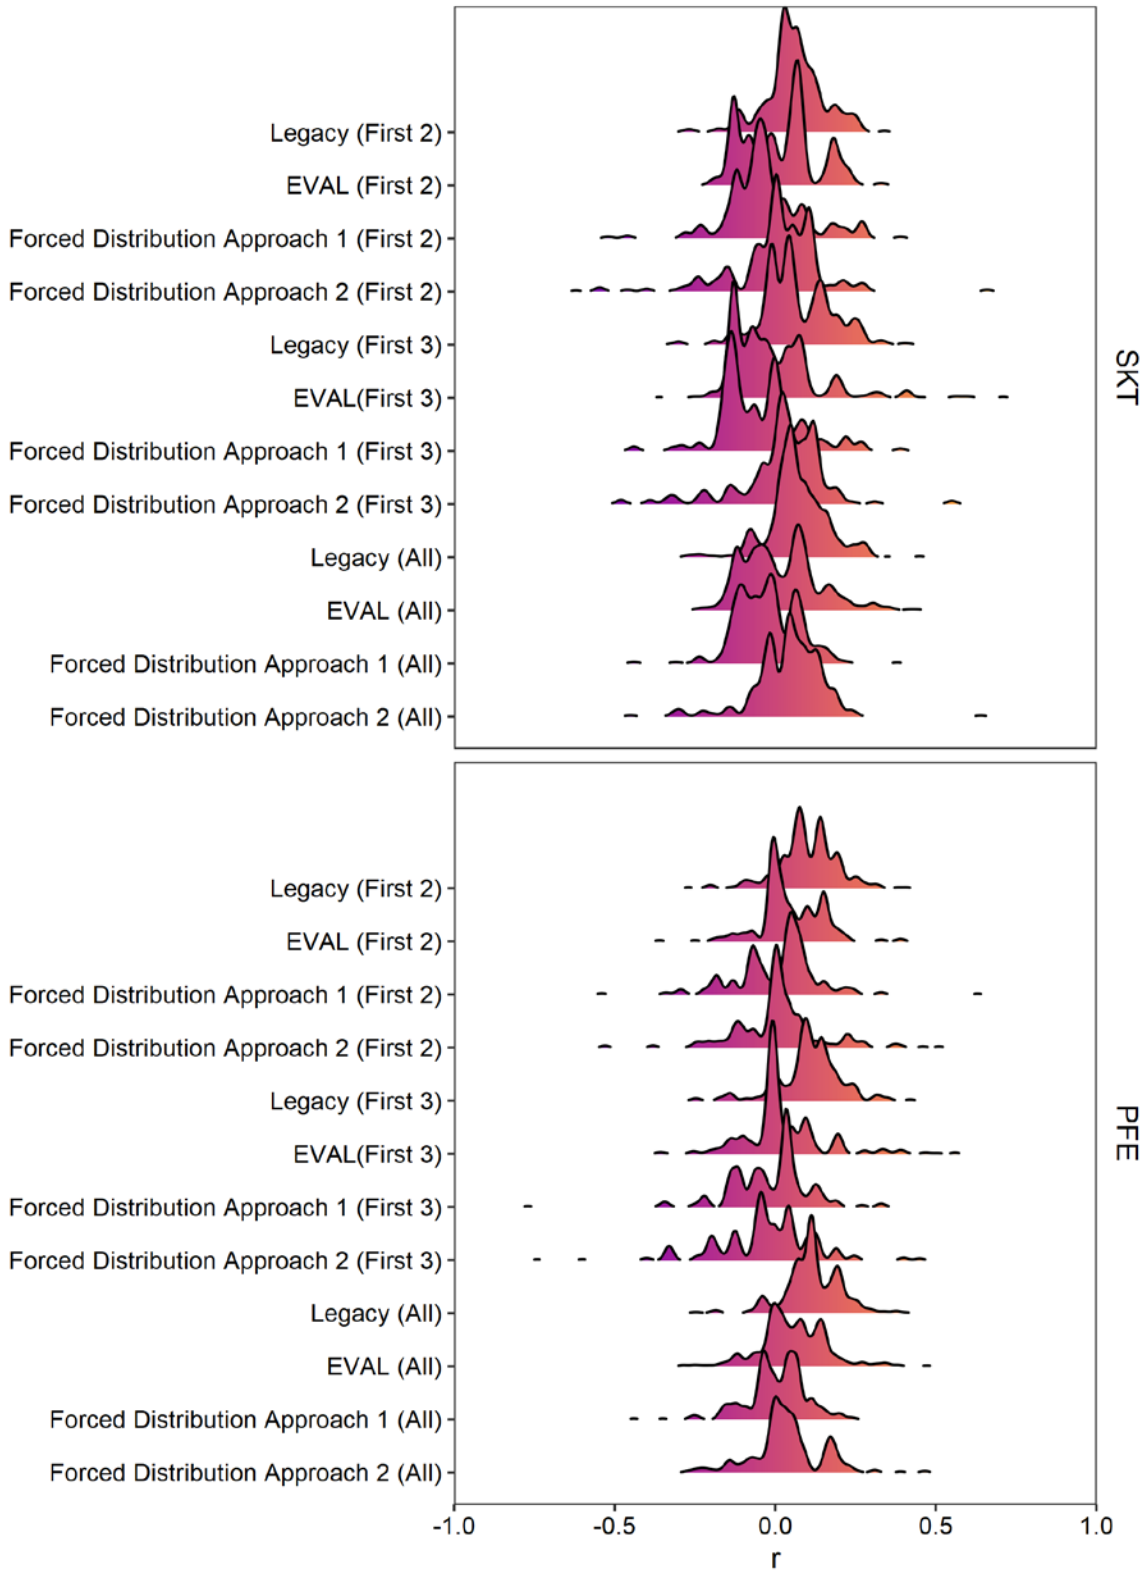 Legacy (First 2)
EVAL (First 2)
Forced Distribution Approach 1 (First 2)
Forced Distribution Approach 2 (First 2)
Legacy (First 3)
EVAL(First 3)
Forced Distribution Approach 1 (First 3)
Forced Distribution Approach 2 (First 3)
Legacy (All)
EVAL (All)
Forced Distribution Approach 1 (All)
Forced Distribution Approach 2 (All)
SKT
Legacy (First 2)
EVAL (First 2)
Forced Distribution Approach 1 (First 2)
Forced Distribution Approach 2 (First 2)
Legacy (First 3)
EVAL(First 3)
Forced Distribution Approach 1 (First 3)
Forced Distribution Approach 2 (First 3)
Legacy (All)
EVAL (All)
Forced Distribution Approach 1 (All)
Forced Distribution Approach 2 (All)
PFE
-1.0 -0.5 0.0 0.5 1.0
r